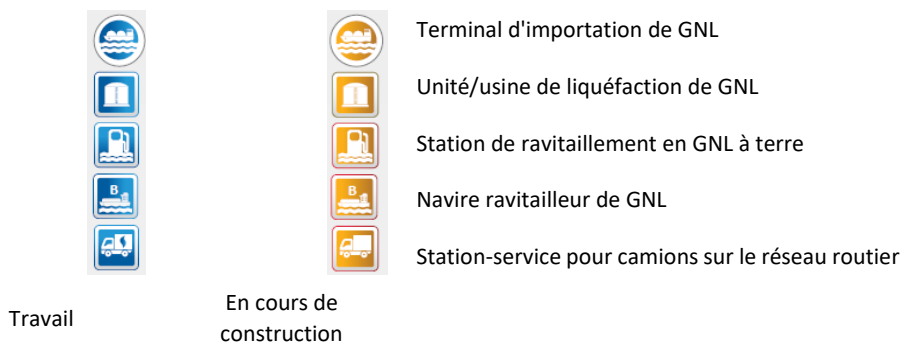 Terminal d'importation de GNL
Unité/usine de liquéfaction de GNL
Station de ravitaillement en GNL à terre
B
B
Navire ravitailleur de GNL
Station-service pour camions sur le réseau routier
Travail
En cours de
construction